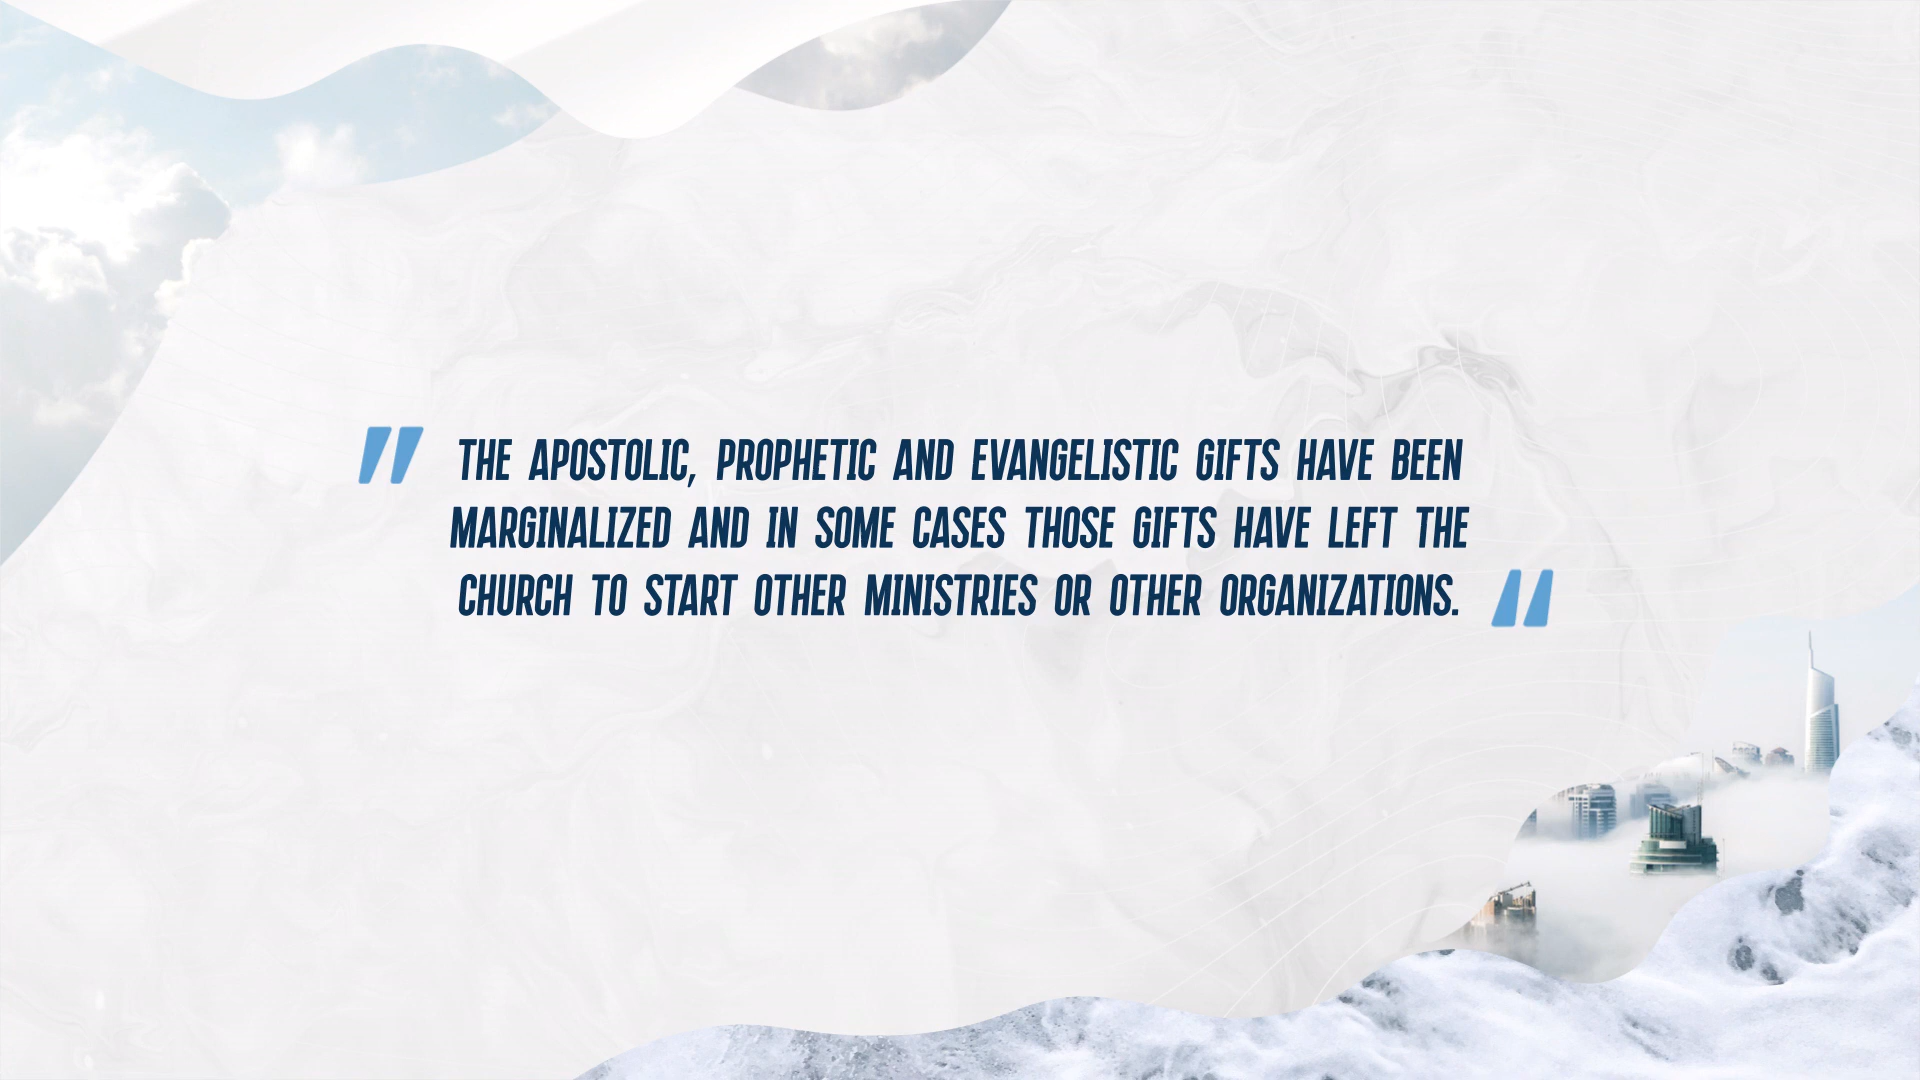 "THE APOSTOLIC, PROPHETIC AND EVANGELISTIC GIFTS HAVE BEEN
MARGINALIZED AND IN SOME CASES THOSE GIFTS HAVE LEFT THE
CHURCH TO START OTHER MINISTRIES OR OTHER ORGANIZATIONS."